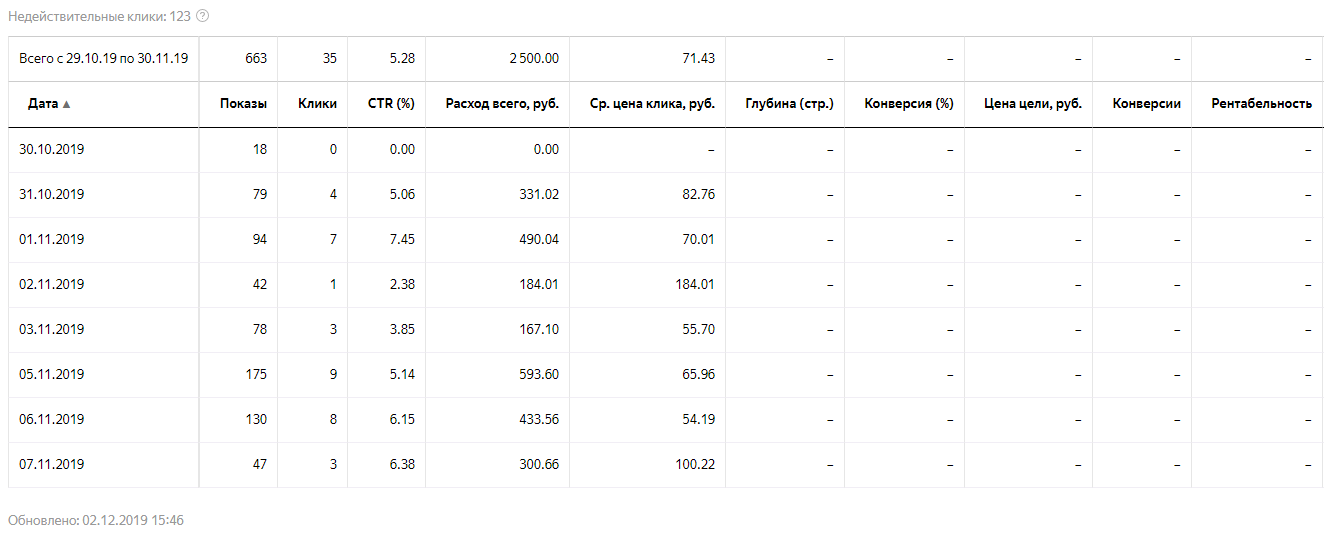 Недействительные клики: 123 ?
Всего с 29.10.19 по 30.11.19 663 35 5.28 2 500.00 71.43 – – – – –
Дата ▲ Показы Клики CTR (%) Расход всего, руб. Ср. цена клика, руб. Глубина (стр.) Конверсия (%) Цена цели, руб. Конверсии Рентабельность
30.10.2019 18 0 0.00 0.00 – – – – – –
31.10.2019 79 4 5.06 331.02 82.76 – – – – –
01.11.2019 94 7 7.45 490.04 70.01 – – – – –
02.11.2019 42 1 2.38 184.01 184.01 – – – – –
03.11.2019 78 3 3.85 167.10 55.70 – – – – –
05.11.2019 175 9 5.14 593.60 65.96 – – – – –
06.11.2019 130 8 6.15 433.56 54.19 – – – – –
07.11.2019 47 3 6.38 300.66 100.22 – – – – –
Обновлено: 02.12.2019 15:46